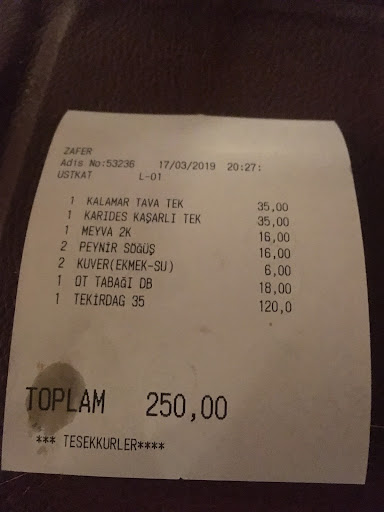 ZAFER
Adis No:53236 17/03/2019 20:27:
USTKAT L-01
1 KALAMAR TAVA TEK 35,00
1 KARIDES KAŞARLI TEK 35,00
1 MEYVA 2K 16,00
2 PEYNIR SÖĞÜŞ 16,00
2 KUVER(EKMEK-SU) 6,00
1 OT TABAĞI DB 18,00
1 TEKIRDAG 35 120,0
TOPLAM 250,00
*** TESEKKURLER****